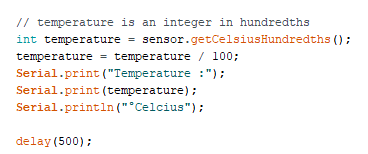 // temperature is an integer in hundredths
int temperature = sensor.getCelsiusHundredths();
temperature = temperature / 100;
Serial.print("Temperature :");
Serial.print(temperature);
Serial.println("°Celcius");
delay(500);